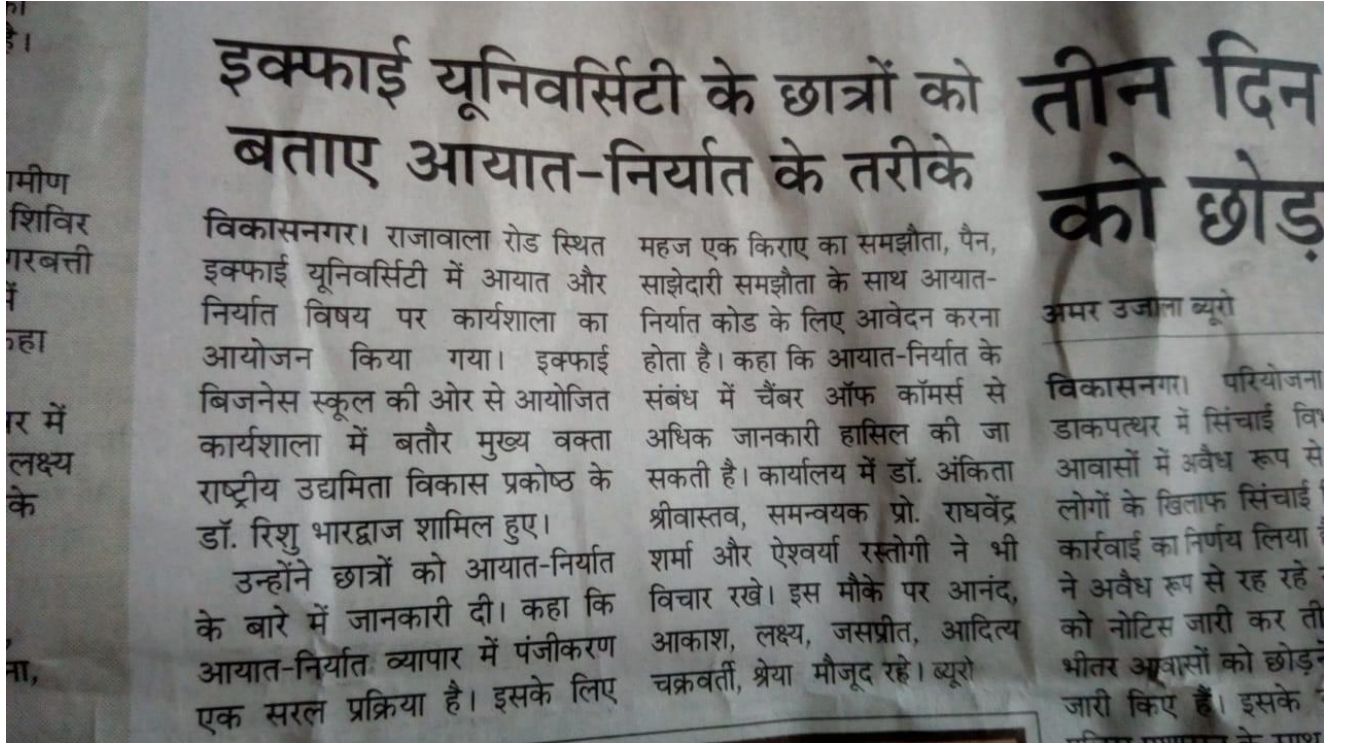 है।
ग्रामीण
शिविर
गरबत्ती
में
कहा
र में
लक्ष्य
के
इक्फाई यूनिवर्सिटी के छात्रों को
बताए आयात-निर्यात के तरीके
विकासनगर। राजावाला रोड स्थित
इक्फाई यूनिवर्सिटी में आयात और
निर्यात विषय पर कार्यशाला का
आयोजन किया गया। इक्फाई
बिजनेस स्कूल की ओर से आयोजित
कार्यशाला में बतौर मुख्य वक्ता
राष्ट्रीय उद्यमिता विकास प्रकोष्ठ के
डॉ. रिशु भारद्वाज शामिल हुए।
उन्होंने छात्रों को आयात-निर्यात
के बारे में जानकारी दी। कहा कि
आयात-निर्यात व्यापार में पंजीकरण
एक सरल प्रक्रिया है। इसके लिए
महज एक किराए का समझौता, पैन,
साझेदारी समझौता के साथ आयात-
निर्यात कोड के लिए आवेदन करना
होता है। कहा कि आयात-निर्यात के
संबंध में चैंबर ऑफ कॉमर्स से
अधिक जानकारी हासिल की जा
सकती है। कार्यालय में डॉ. अंकिता
श्रीवास्तव, समन्वयक प्रो. राघवेंद्र
शर्मा और ऐश्वर्या रस्तोगी ने भी
विचार रखे। इस मौके पर आनंद,
आकाश, लक्ष्य, जसप्रीत, आदित्य
चक्रवर्ती, श्रेया मौजूद रहे। ब्यूरो
तीन दिन
को छोड़
अमर उजाला ब्यूरो
विकासनगर। परियोजना
डाकपत्थर में सिंचाई
आवासों में अवैध रूप से
लोगों के खिलाफ सिंचाई
कार्रवाई का निर्णय लिया
ने अवैध रूप से रह रहे
को नोटिस जारी कर
भीतर आवासों को
जारी किए हैं। इसके